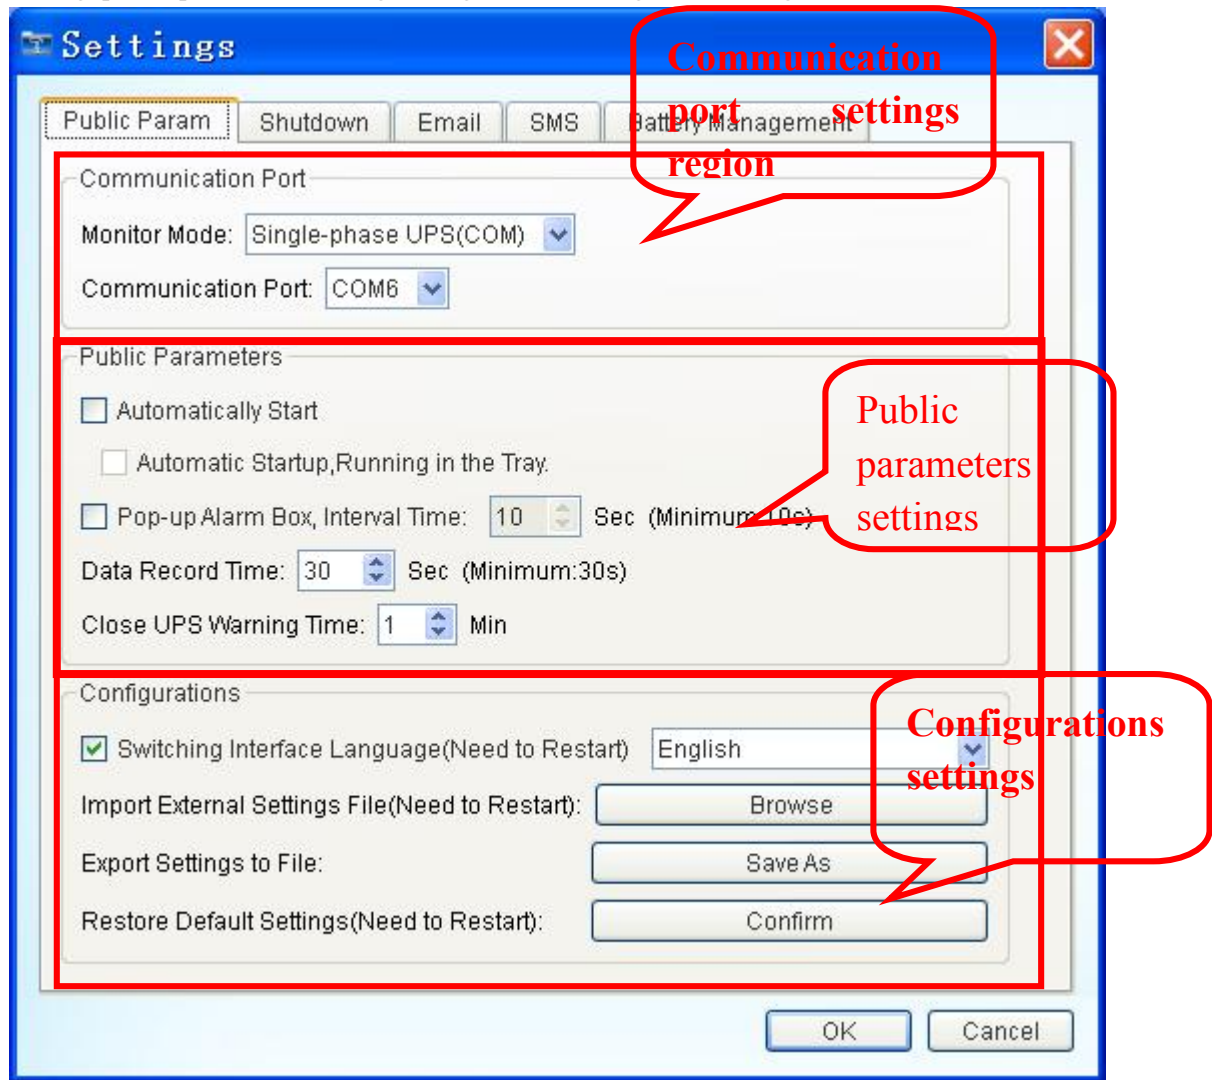 Settings
Communication
port settings
region
Public Param Shutdown Email SMS Battery Management
Communication Port
Monitor Mode: Single-phase UPS(COM)
Communication Port: COM6
Public Parameters
Automatically Start
Automatic Startup,Running in the Tray.
Pop-up Alarm Box, Interval Time: 10 Sec (Minimum:10s)
Public
parameters
settings
Data Record Time: 30 Sec (Minimum:30s)
Close UPS Warning Time: 1 Min
Configurations
Switching Interface Language(Need to Restart) English
Configurations
settings
Import External Settings File(Need to Restart): Browse
Export Settings to File: Save As
Restore Default Settings(Need to Restart): Confirm
OK Cancel